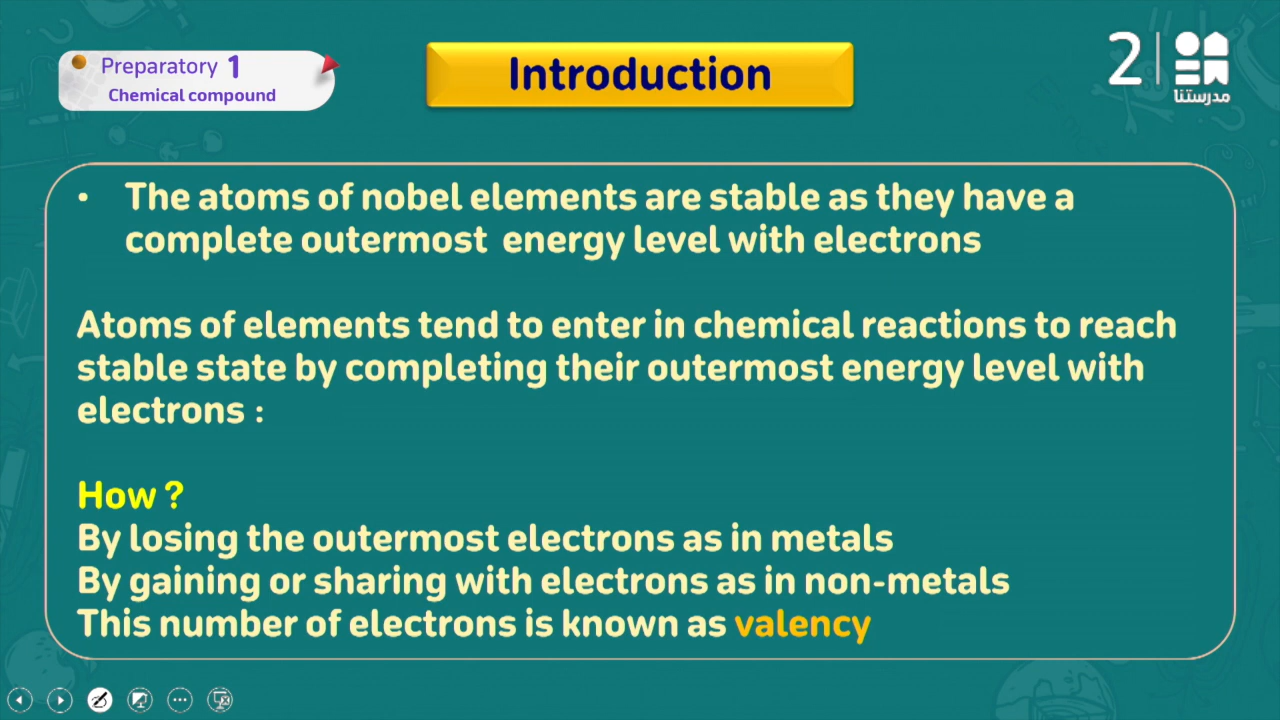 Preparatory 1
Chemical compound
Introduction
2
مدرستنا
• The atoms of nobel elements are stable as they have a
complete outermost energy level with electrons
Atoms of elements tend to enter in chemical reactions to reach
stable state by completing their outermost energy level with
electrons :
How ?
By losing the outermost electrons as in metals
By gaining or sharing with electrons as in non-metals
This number of electrons is known as valency